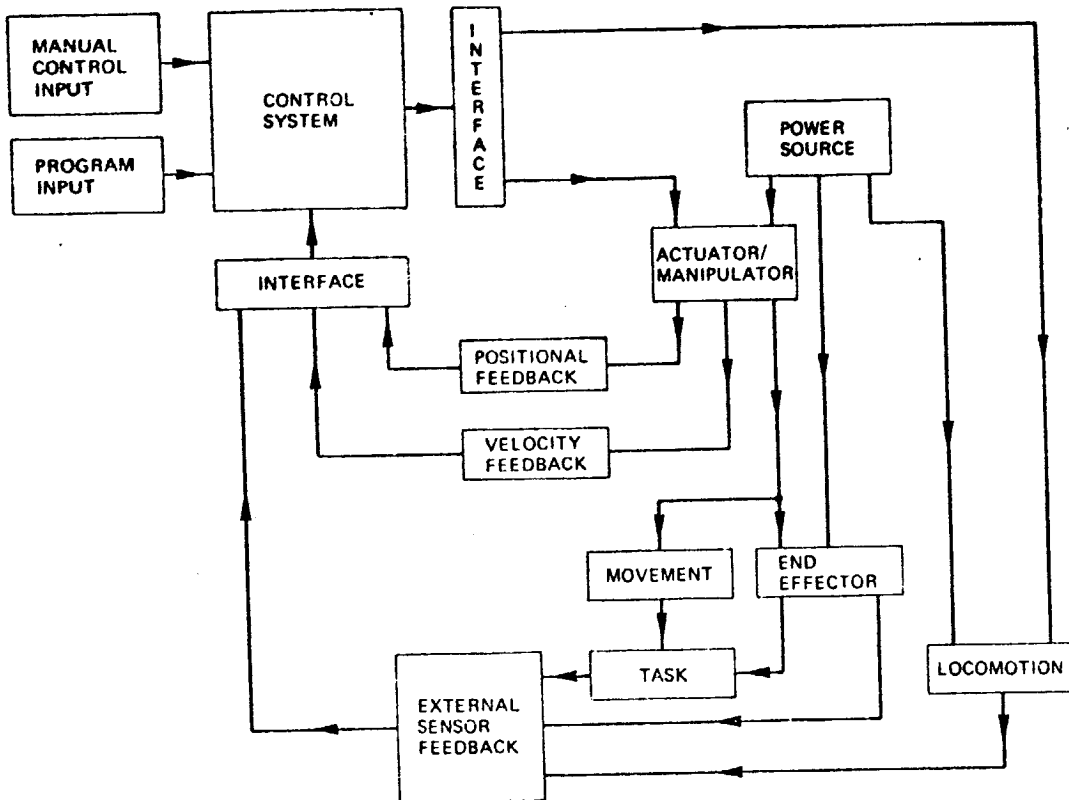 MANUAL
CONTROL
INPUT
PROGRAM
INPUT
CONTROL
SYSTEM
INTERFACE
POWER
SOURCE
ACTUATOR/
MANIPULATOR
INTERFACE
POSITIONAL
FEEDBACK
VELOCITY
FEEDBACK
MOVEMENT
END
EFFECTOR
TASK
LOCOMOTION
EXTERNAL
SENSOR
FEEDBACK